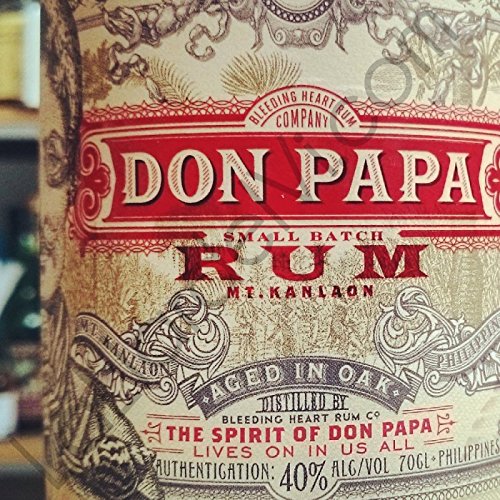 BLEEDING HEART RUM
COMPANY
DON PAPA
SMALL BATCH
RUM
MT. KANLAON
MT. KANLAON
PHILIPPINES
AGED IN OAK
DISTILLED BY
BLEEDING HEART RUM Cº
THE SPIRIT OF DON PAPA
LIVES ON IN US ALL
AUTHENTICATION: 40% ALG/VOL 70CL • PHILIPPINES